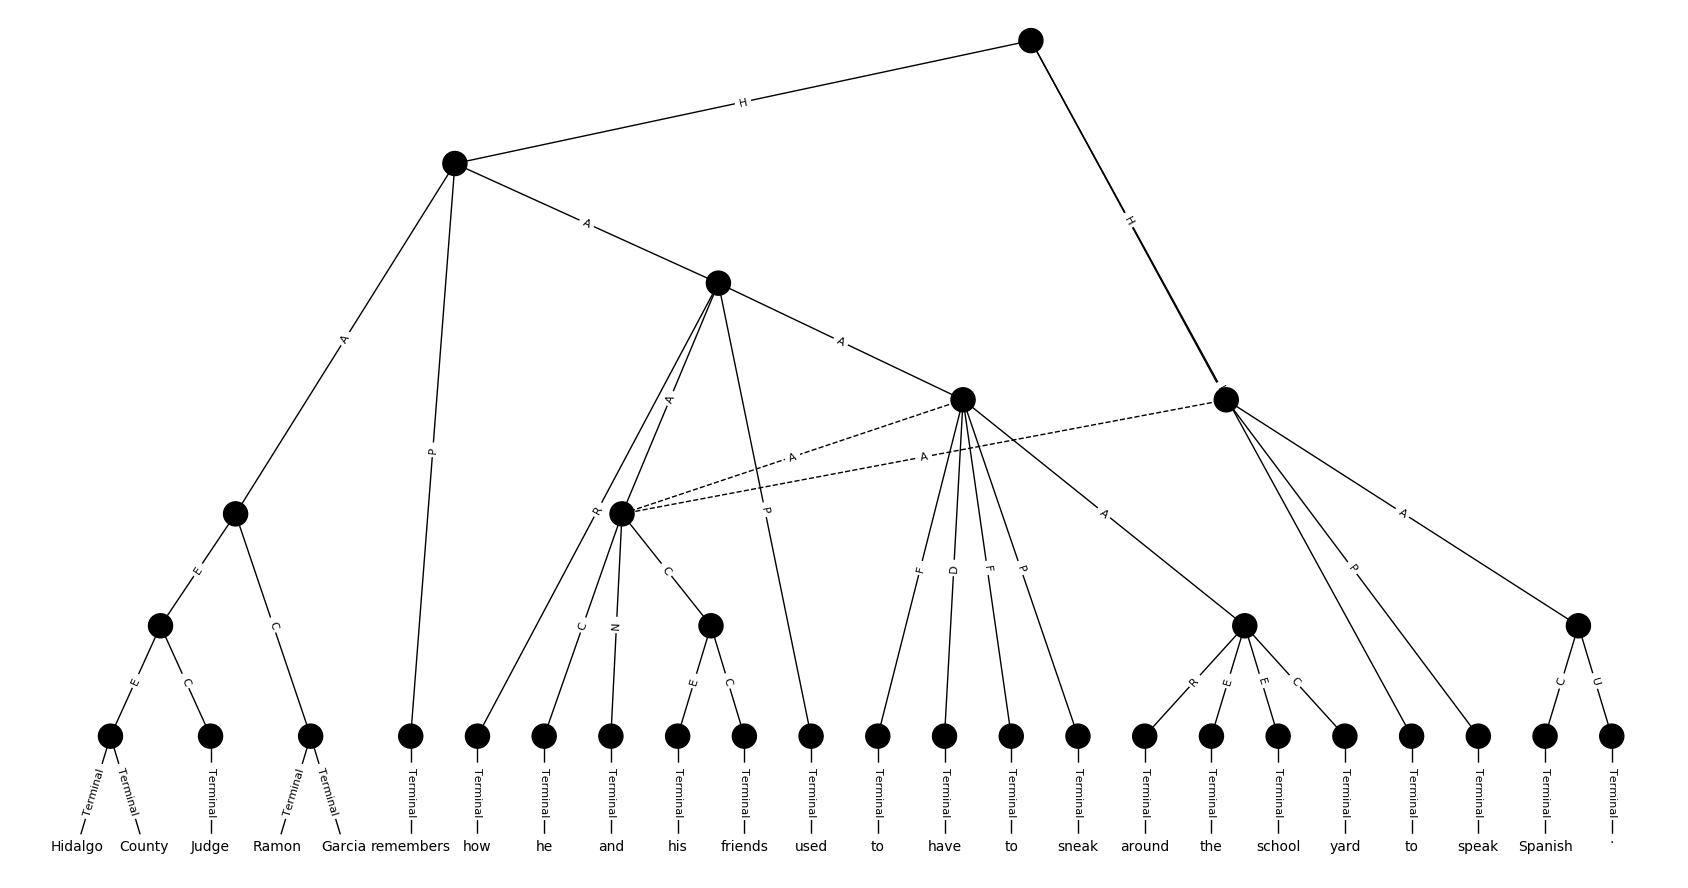 H
A
A
A
A
H
P
A
A
A
R
P
A
A
E
C
C
N
C
F
D
F
P
P
E
C
E
C
R
E
E
C
C
U
Terminal Terminal Terminal Terminal Terminal Terminal Terminal Terminal Terminal Terminal Terminal Terminal Terminal Terminal Terminal Terminal Terminal Terminal Terminal Terminal Terminal Terminal Terminal Terminal
Hidalgo County Judge Ramon Garcia remembers how he and his friends used to have to sneak around the school yard to speak Spanish .